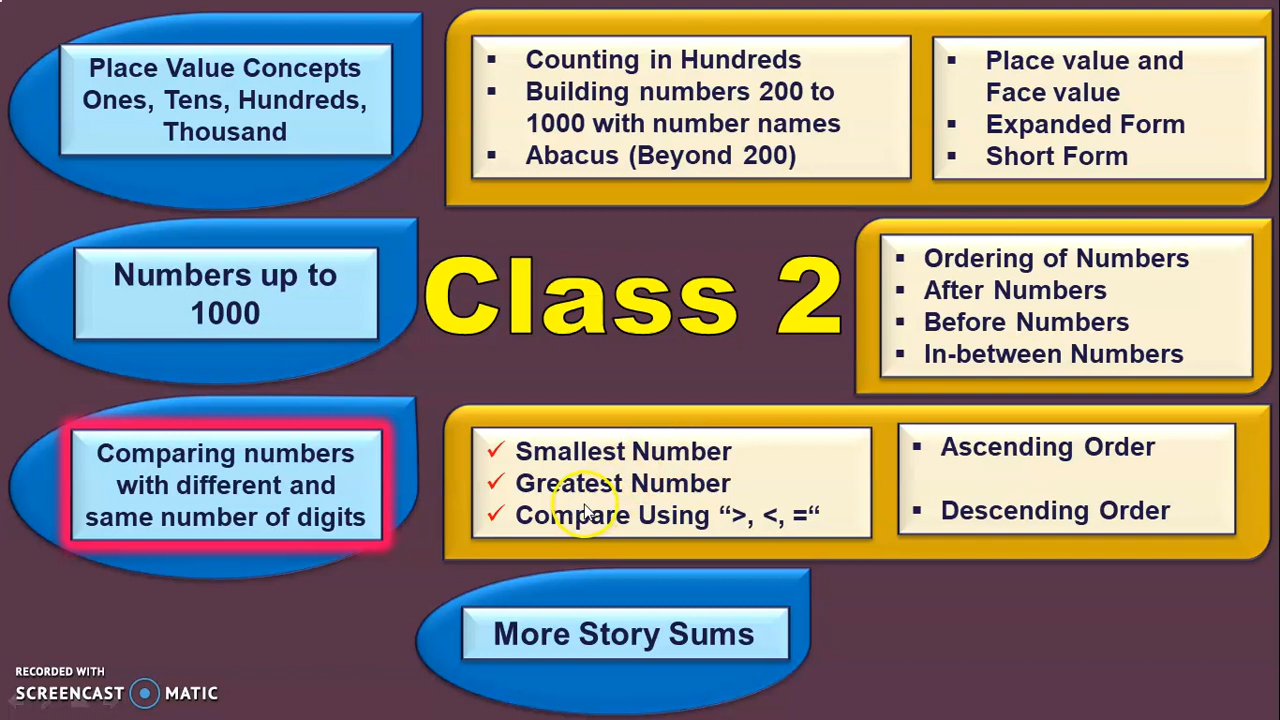 Place Value Concepts
Ones, Tens, Hundreds,
Thousand
▪ Counting in Hundreds
▪ Building numbers 200 to
1000 with number names
▪ Abacus (Beyond 200)
▪ Place value and
Face value
▪ Expanded Form
▪ Short Form
Numbers up to
1000
Class 2
▪ Ordering of Numbers
▪ After Numbers
▪ Before Numbers
▪ In-between Numbers
Comparing numbers
with different and
same number of digits
✓ Smallest Number
✓ Greatest Number
✓ Compare Using “>, <, =“
▪ Ascending Order
▪ Descending Order
More Story Sums
RECORDED WITH
SCREENCAST MATIC